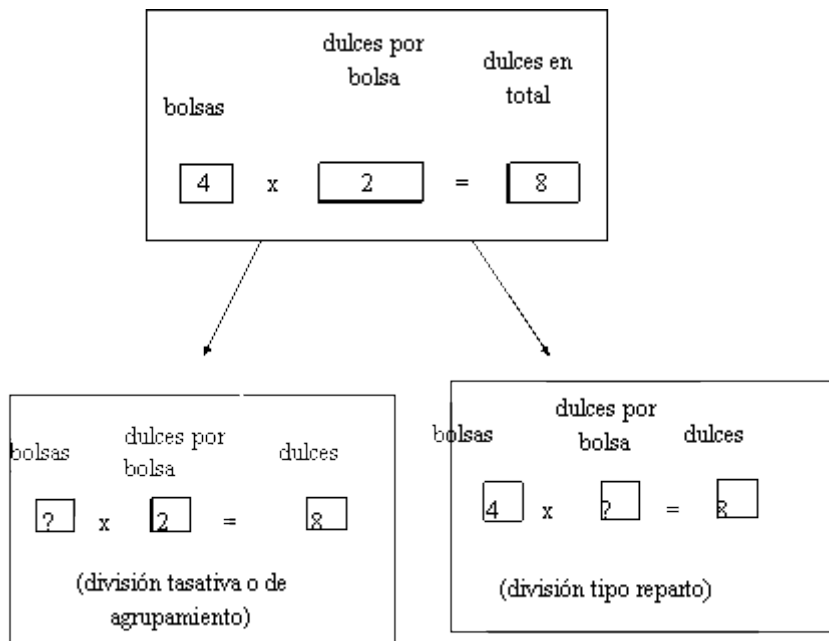 dulces por
bolsa
dulces en
total
bolsas
4 x 2 = 8
bolsas
dulces por
bolsa
dulces
? x 2 = 8
(división tasativa o de
agrupamiento)
bolsas
dulces por
bolsa
dulces
4 x ? = 8
(división tipo reparto)